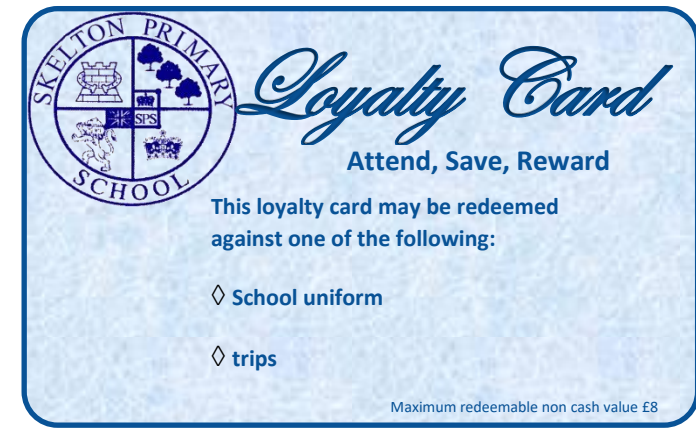 SKELTON PRIMARY SCHOOL
SPS
Loyalty Card
Attend, Save, Reward
This loyalty card may be redeemed
against one of the following:
◊ School uniform
◊ trips
Maximum redeemable non cash value £8